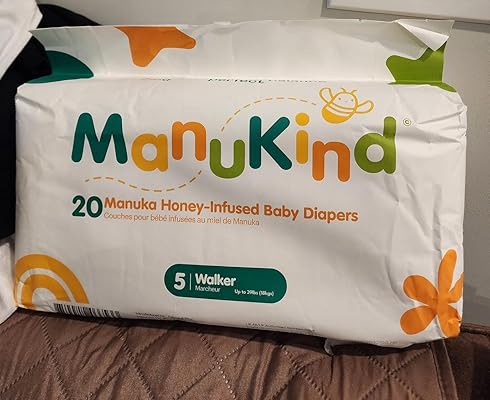 ManuKind
©
20 Manuka Honey-Infused Baby Diapers
Couches pour bébé infusées au miel de Manuka
5 Walker
Marcheur
Up to 39lbs (18kgs)